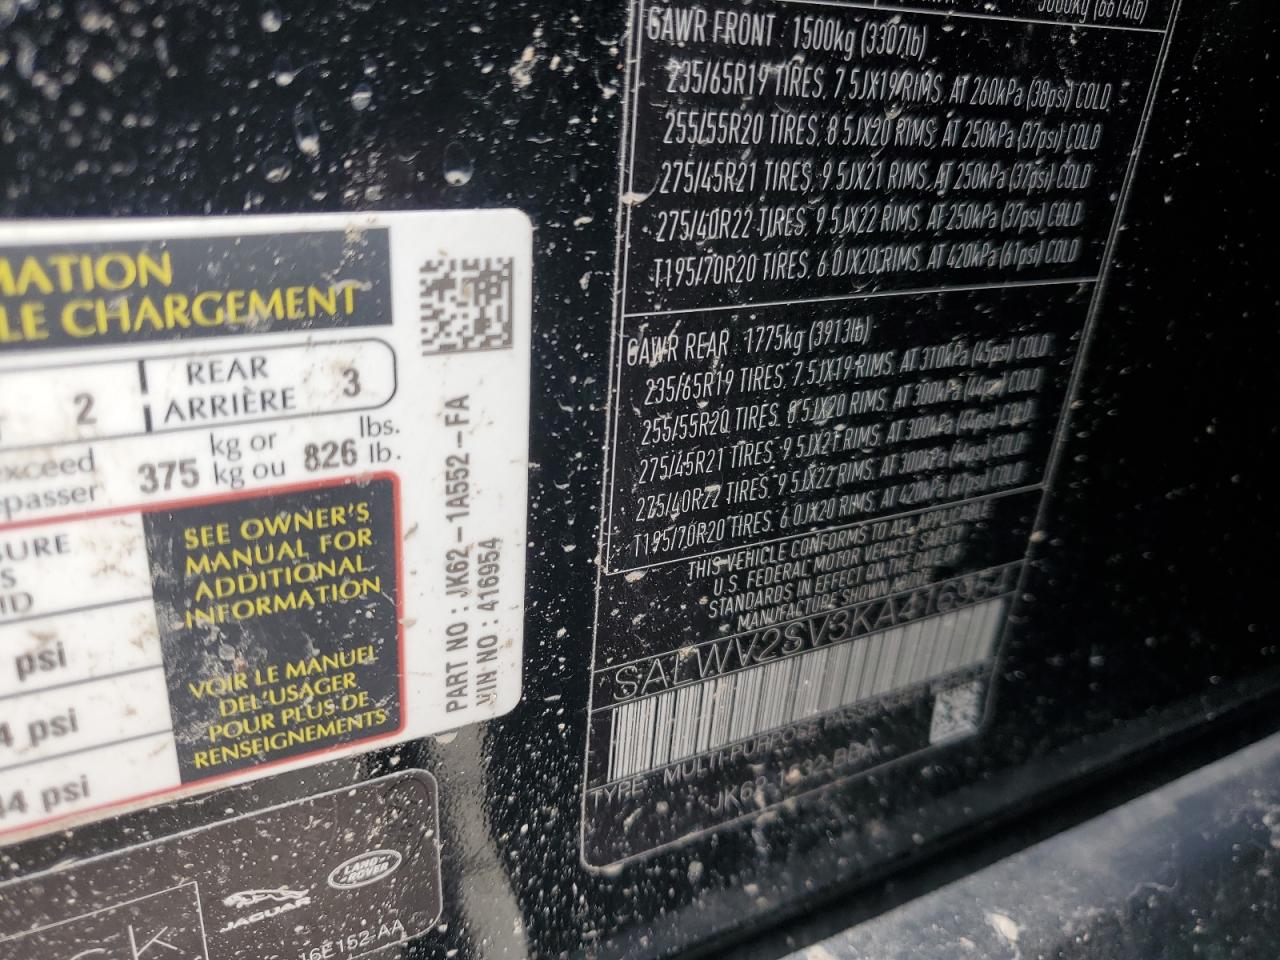 MATION
LE CHARGEMENT
2
REAR
ARRIÈRE
3
exceed
epasser
375
kg or
kg ou
826
lbs.
lb.
SURE
S
ID
psi
4 psi
44 psi
SEE OWNER'S
MANUAL FOR
ADDITIONAL
INFORMATION
VOIR LE MANUEL
DEL'USAGER
POUR PLUS DE
RENSEIGNEMENTS
PART NO : JK62-1A552-FA
VIN NO : 416954
JAGUAR
LAND-
ROVER
16E152-AA
(6614lb)
GAWR FRONT 1500kg (3307lb)
235/65R19 TIRES, 7.5JX19 RIMS, AT 260kPa (38psi) COLD
255/55R20 TIRES, 8.5JX20 RIMS, AT 250kPa (37psi) COLD
275/45R21 TIRES, 9.5JX21 RIMS, AT 250kPa (37psi) COLD
275/40R22 TIRES, 9.5JX22 RIMS, AT 250kPa (37psi) COLD
T195/70R20 TIRES, 6.0JX20 RIMS, AT 420kPa (61psi) COLD
GAWR REAR 1775kg (3913lb)
235/65R19 TIRES, 7.5JX19 RIMS, AT 310kPa (45psi) COLD
255/55R20 TIRES, 8.5JX20 RIMS, AT 300kPa (44psi) COLD
275/45R21 TIRES, 9.5JX21 RIMS, AT 300kPa (44psi) COLD
275/40R22 TIRES, 9.5JX22 RIMS, AT 300kPa (44psi) COLD
T195/70R20 TIRES, 6.0JX20 RIMS, AT 420kPa (61psi) COLD
THIS VEHICLE CONFORMS TO ALL APPLICABLE
U.S. FEDERAL MOTOR VEHICLE SAFETY
STANDARDS IN EFFECT ON THE DATE OF
MANUFACTURE SHOWN ABOVE
SALWV2SV3KA416954
TYPE: MULTI-PURPOSE PASSENGER